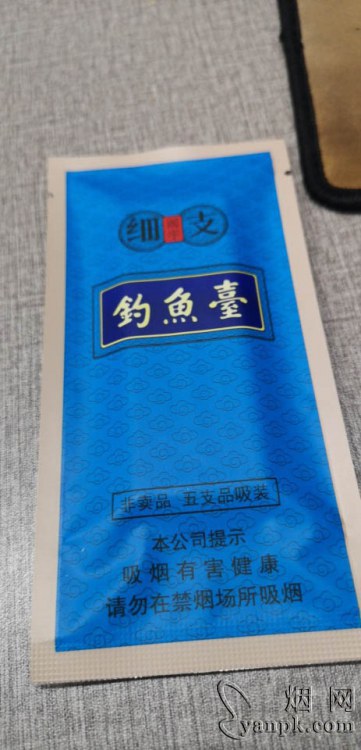 细支
釣魚臺
非卖品 五支品吸装
本公司提示
吸烟有害健康
请勿在禁烟场所吸烟
烟网
yanpk.com